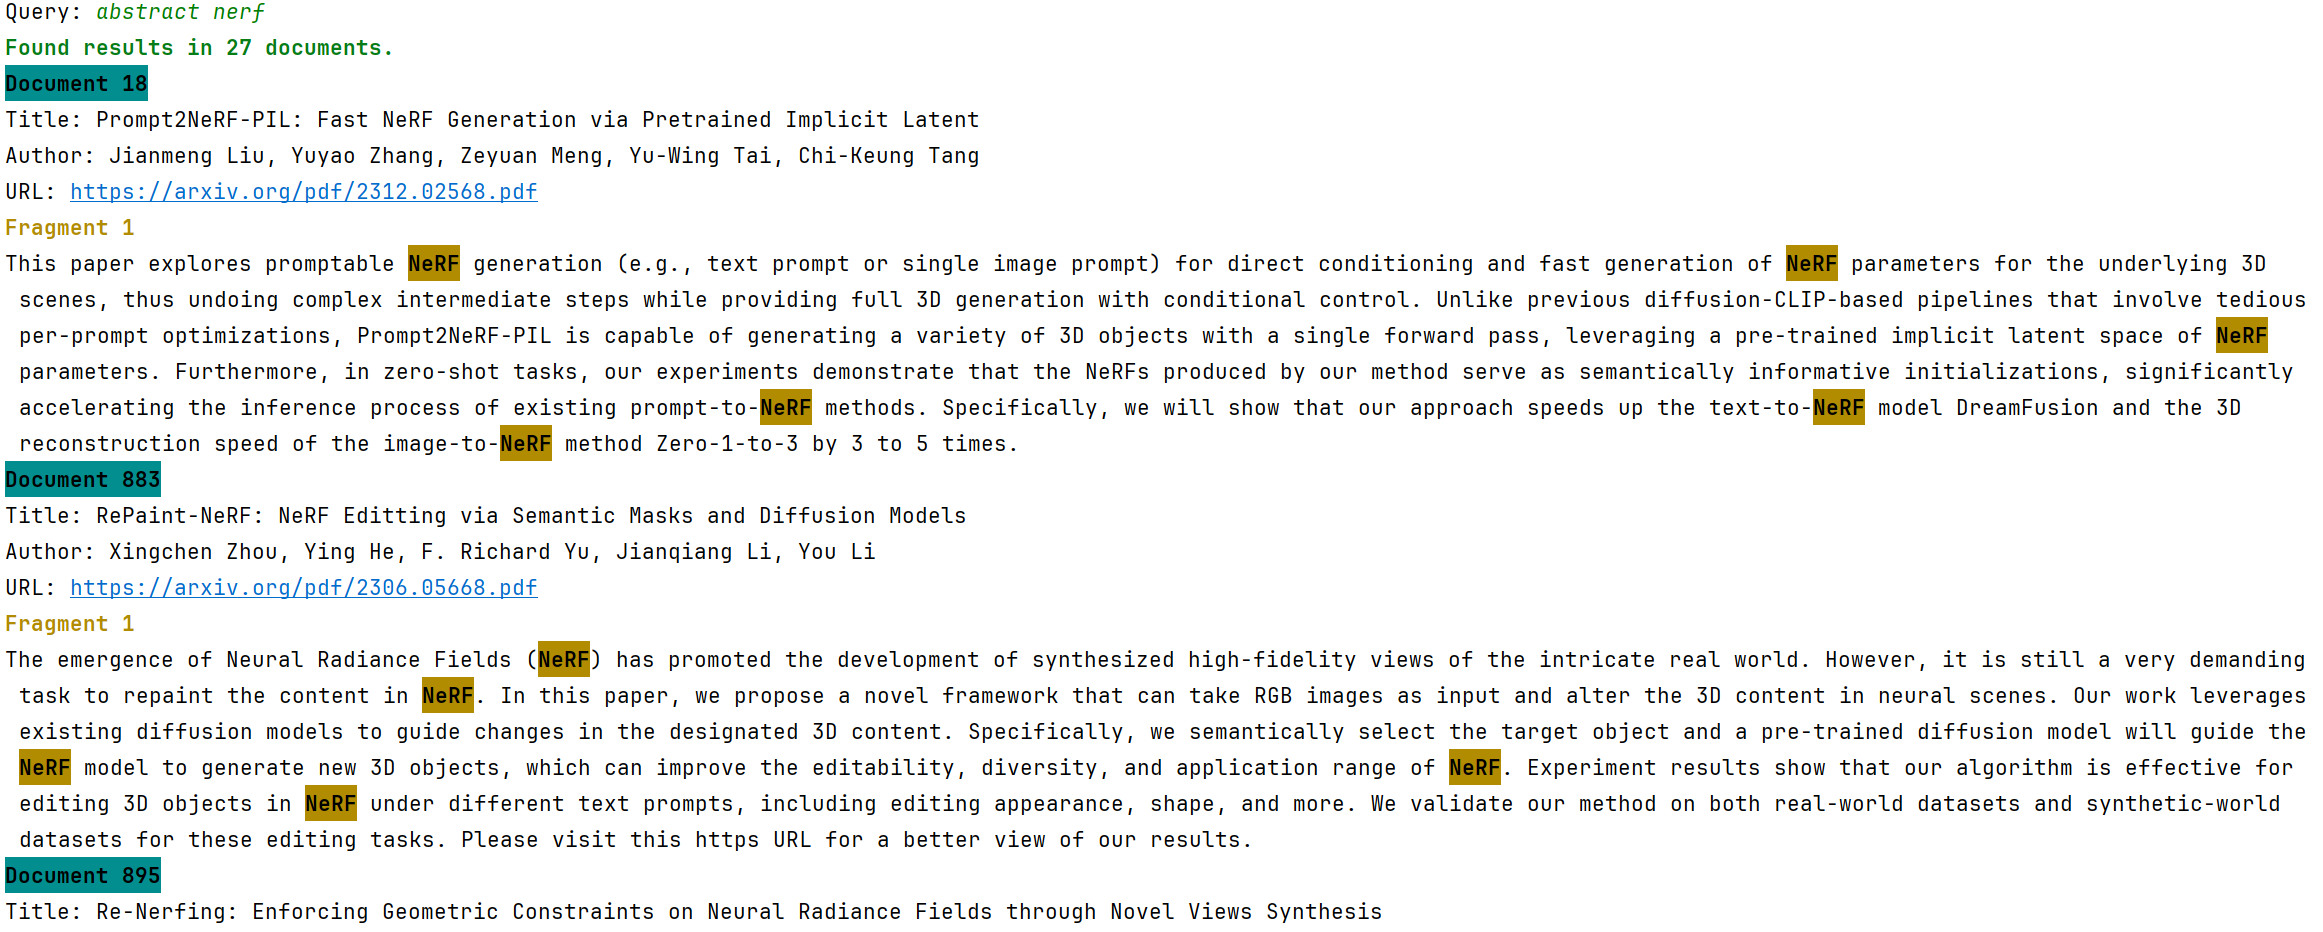 Query: abstract nerf
Found results in 27 documents.
Document 18
Title: Prompt2NeRF-PIL: Fast NeRF Generation via Pretrained Implicit Latent
Author: Jianmeng Liu, Yuyao Zhang, Zeyuan Meng, Yu-Wing Tai, Chi-Keung Tang
URL: https://arxiv.org/pdf/2312.02568.pdf
Fragment 1
This paper explores promptable NeRF generation (e.g., text prompt or single image prompt) for direct conditioning and fast generation of NeRF parameters for the underlying 3D
scenes, thus undoing complex intermediate steps while providing full 3D generation with conditional control. Unlike previous diffusion-CLIP-based pipelines that involve tedious
per-prompt optimizations, Prompt2NeRF-PIL is capable of generating a variety of 3D objects with a single forward pass, leveraging a pre-trained implicit latent space of NeRF
parameters. Furthermore, in zero-shot tasks, our experiments demonstrate that the NeRFs produced by our method serve as semantically informative initializations, significantly
accelerating the inference process of existing prompt-to-NeRF methods. Specifically, we will show that our approach speeds up the text-to-NeRF model DreamFusion and the 3D
reconstruction speed of the image-to-NeRF method Zero-1-to-3 by 3 to 5 times.
Document 883
Title: RePaint-NeRF: NeRF Editting via Semantic Masks and Diffusion Models
Author: Xingchen Zhou, Ying He, F. Richard Yu, Jianqiang Li, You Li
URL: https://arxiv.org/pdf/2306.05668.pdf
Fragment 1
The emergence of Neural Radiance Fields (NeRF) has promoted the development of synthesized high-fidelity views of the intricate real world. However, it is still a very demanding
task to repaint the content in NeRF. In this paper, we propose a novel framework that can take RGB images as input and alter the 3D content in neural scenes. Our work leverages
existing diffusion models to guide changes in the designated 3D content. Specifically, we semantically select the target object and a pre-trained diffusion model will guide the
NeRF model to generate new 3D objects, which can improve the editability, diversity, and application range of NeRF. Experiment results show that our algorithm is effective for
editing 3D objects in NeRF under different text prompts, including editing appearance, shape, and more. We validate our method on both real-world datasets and synthetic-world
datasets for these editing tasks. Please visit this https URL for a better view of our results.
Document 895
Title: Re-Nerfing: Enforcing Geometric Constraints on Neural Radiance Fields through Novel Views Synthesis